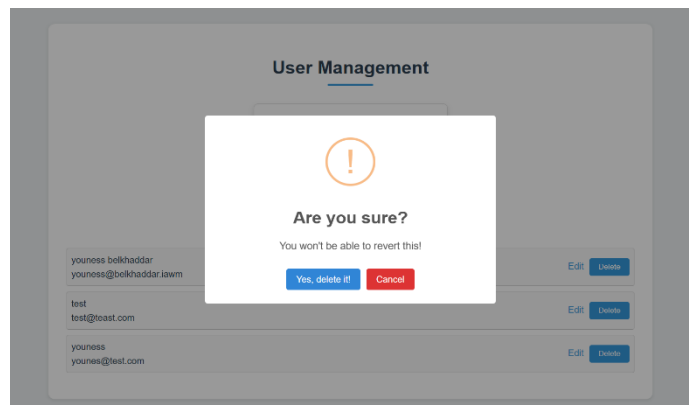 User Management
!
Are you sure?
You won't be able to revert this!
Yes, delete it! Cancel
youness belkhaddar
youness@belkhaddar.iawm
Edit Delete
test
test@teast.com
Edit Delete
youness
younes@test.com
Edit Delete